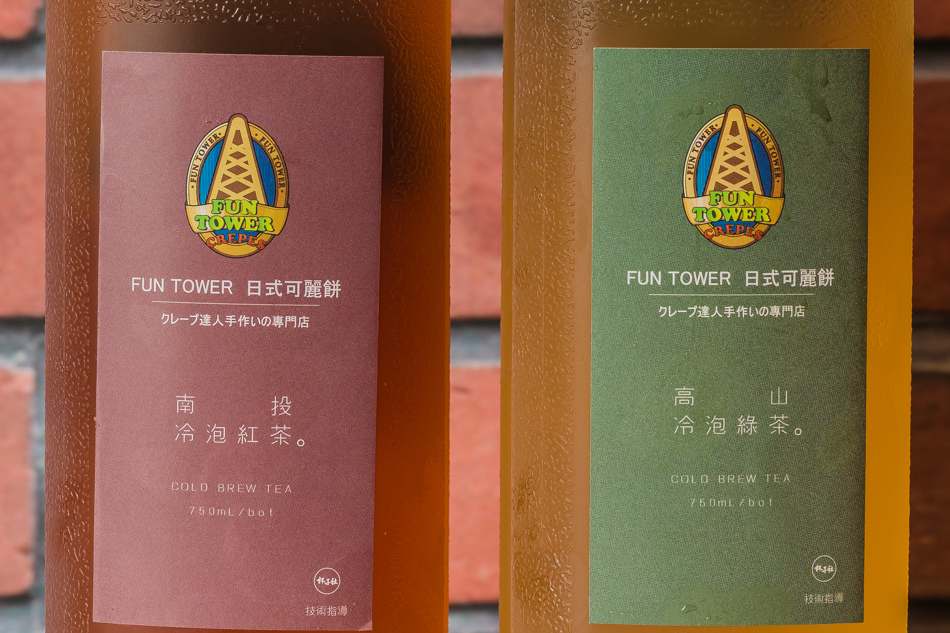 FUN TOWER
FUN TOWER
FUN
TOWER
CREPES
FUN TOWER 日式可麗餅
クレープ達人手作いの專門店
南投
冷泡紅茶。
COLD BREW TEA
750mL/bot
技術指導
FUN TOWER
FUN TOWER
FUN
TOWER
CREPES
FUN TOWER 日式可麗餅
クレープ達人手作いの專門店
高山
冷泡綠茶。
COLD BREW TEA
750mL/bot
技術指導